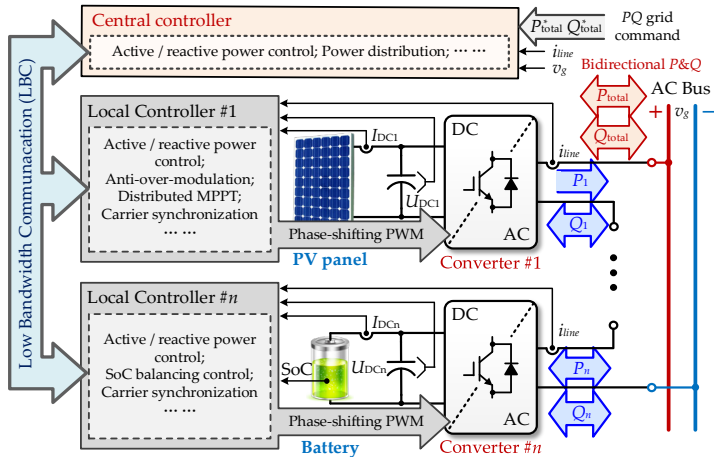 Central controller
Active / reactive power control; Power distribution; … …
P*total Q*total
PQ grid
command
iline
vg
Bidirectional P&Q
Ptotal
Qtotal
AC Bus
+ vg −
Low Bandwidth Communacation (LBC)
Local Controller #1
Active / reactive power
control;
Anti-over-modulation;
Distributed MPPT;
Carrier synchronization
… …
IDC1
UDC1
DC
AC
iline
P1
Q1
Phase-shifting PWM
PV panel
Converter #1
Local Controller #n
Active / reactive power
control;
SoC balancing control;
Carrier synchronization
… …
SoC
IDCn
UDCn
DC
AC
iline
Pn
Qn
Phase-shifting PWM
Battery
Converter #n